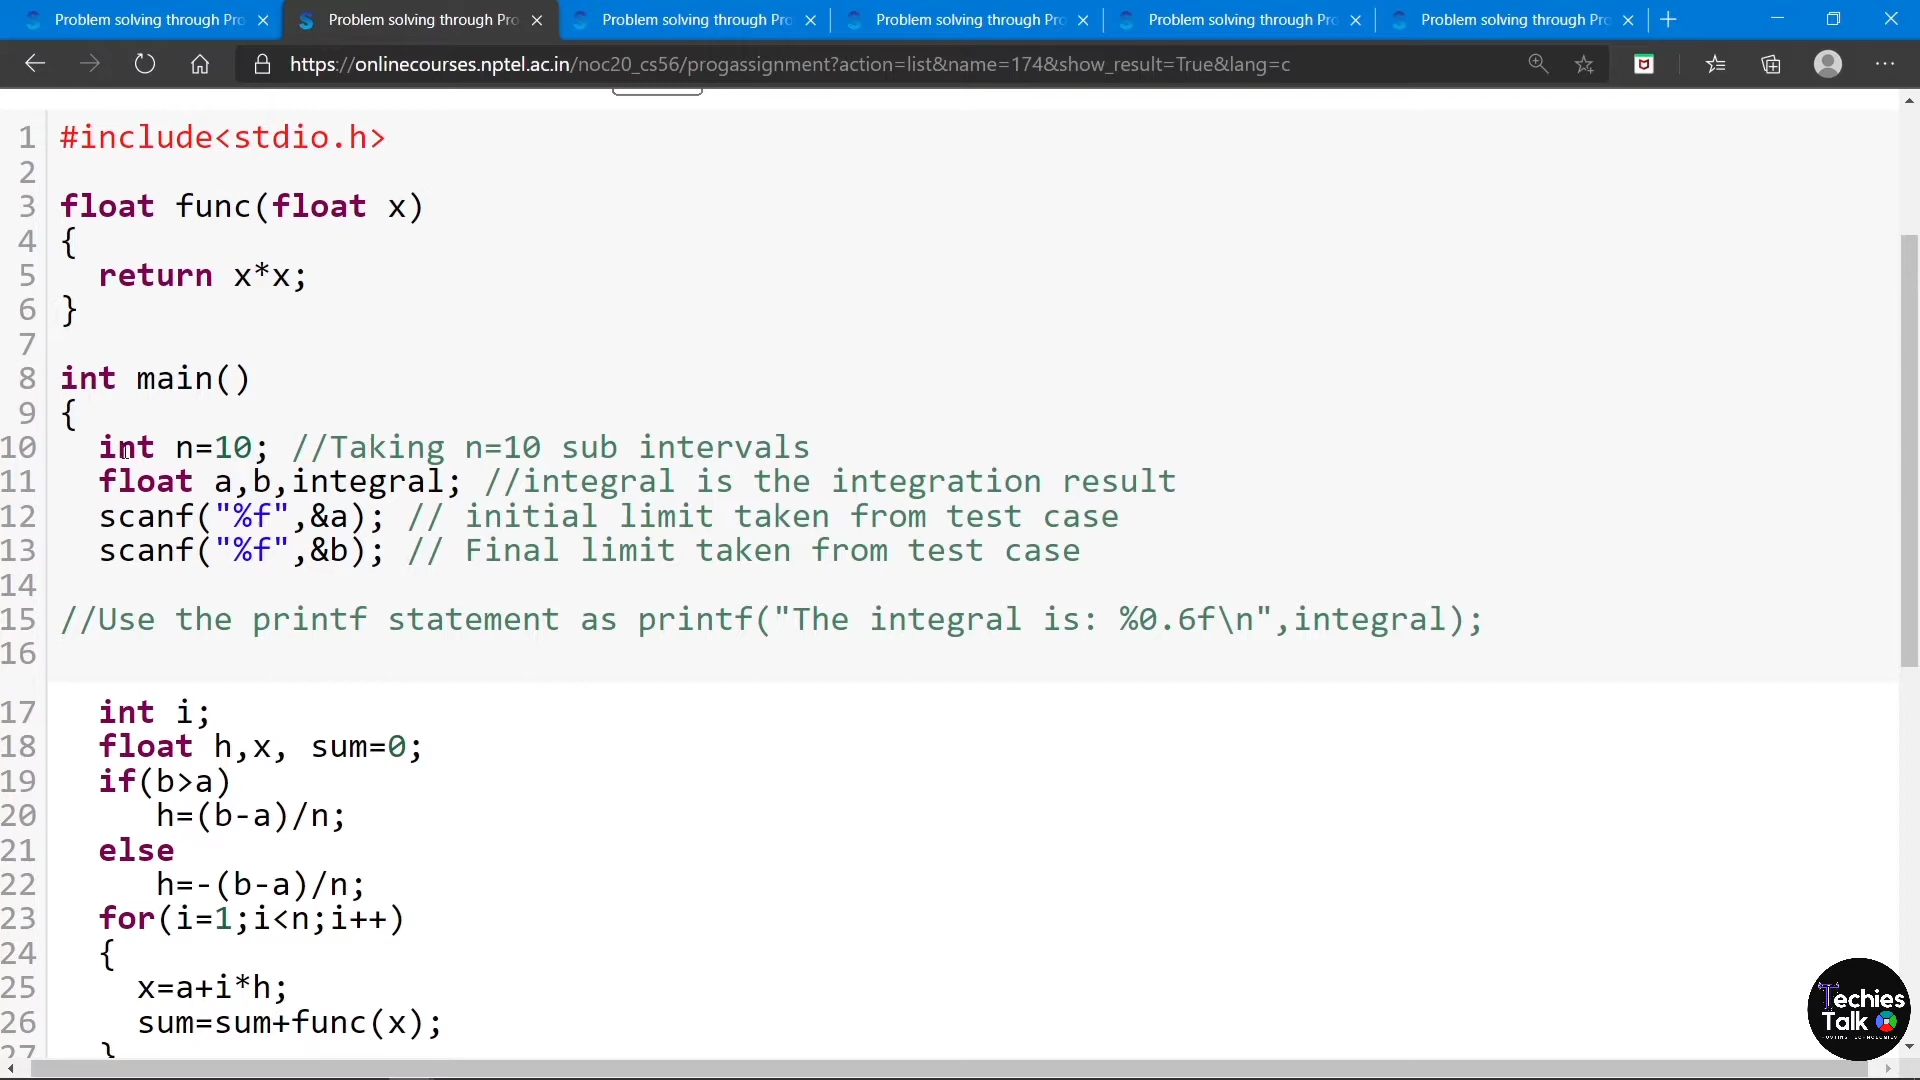 Problem solving through Pro
Problem solving through Pro
Problem solving through Pro
Problem solving through Pro
Problem solving through Pro
Problem solving through Pro
https://onlinecourses.nptel.ac.in/noc20_cs56/progassignment?action=list&name=174&show_result=True&lang=c
1 #include<stdio.h>
2
3 float func(float x)
4 {
5 return x*x;
6 }
7
8 int main()
9 {
10 int n=10; //Taking n=10 sub intervals
11 float a,b,integral; //integral is the integration result
12 scanf("%f",&a); // initial limit taken from test case
13 scanf("%f",&b); // Final limit taken from test case
14
15 //Use the printf statement as printf("The integral is: %0.6f\n",integral);
16
17 int i;
18 float h,x, sum=0;
19 if(b>a)
20 h=(b-a)/n;
21 else
22 h=-(b-a)/n;
23 for(i=1;i<n;i++)
24 {
25 x=a+i*h;
26 sum=sum+func(x);
27 }
Techies
Talk